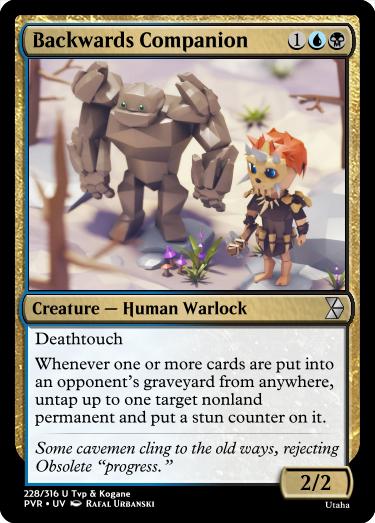 Backwards Companion 1
Creature — Human Warlock
Deathtouch
Whenever one or more cards are put into
an opponent's graveyard from anywhere,
untap up to one target nonland
permanent and put a stun counter on it.
Some cavemen cling to the old ways, rejecting
Obsolete “progress.”
2/2
228/316 U Tvp & Kogane
PVR • UV Rafal Urbanski
Utaha